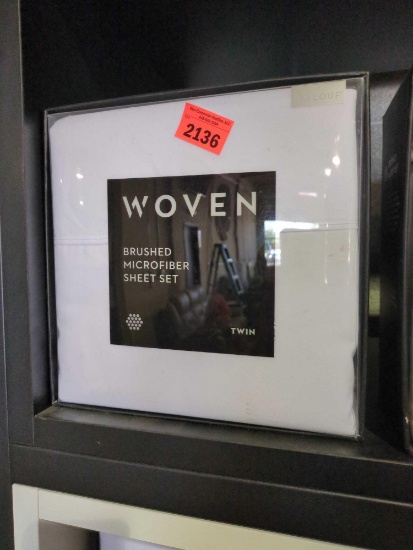 2136
WOVEN
BRUSHED
MICROFIBER
SHEET SET
TWIN